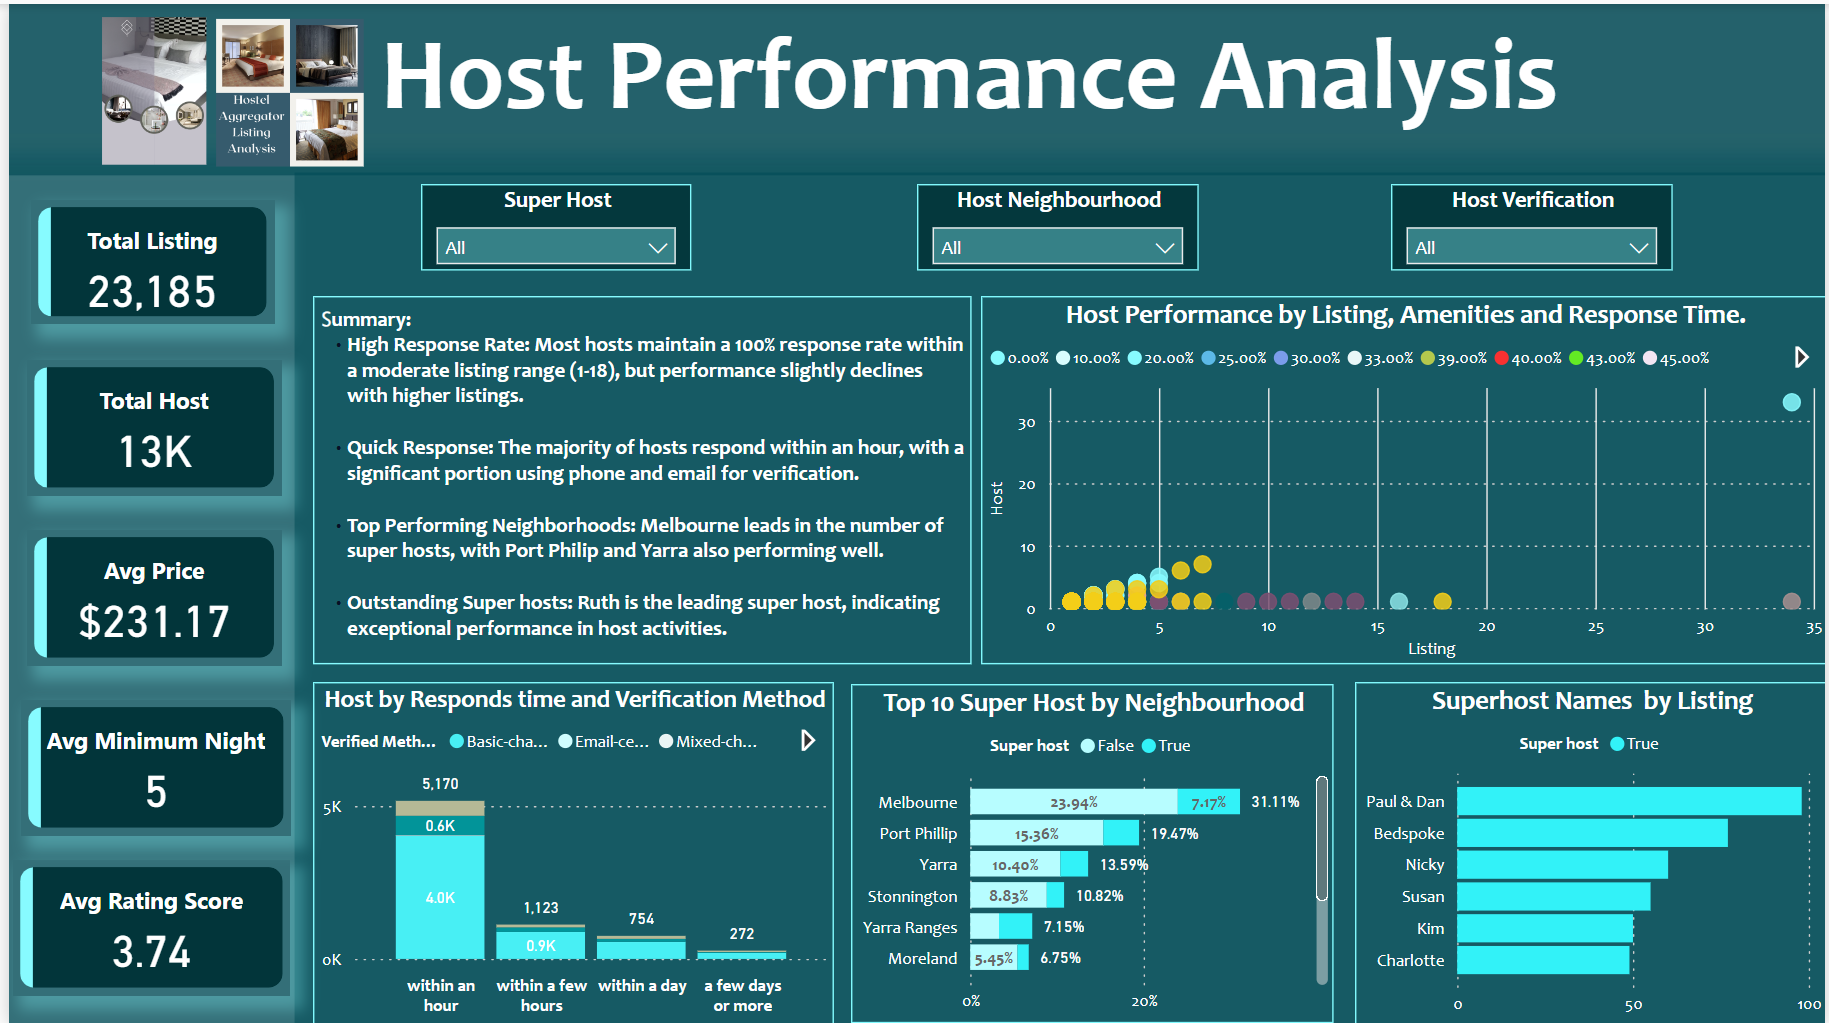 Hostel
Aggregator
Listing
Analysis
Host Performance Analysis
Total Listing
23,185
Total Host
13K
Avg Price
$231.17
Avg Minimum Night
5
Avg Rating Score
3.74
Super Host
All
Host Neighbourhood
All
Host Verification
All
Summary:
· High Response Rate: Most hosts maintain a 100% response rate within
a moderate listing range (1-18), but performance slightly declines
with higher listings.
· Quick Response: The majority of hosts respond within an hour, with a
significant portion using phone and email for verification.
· Top Performing Neighborhoods: Melbourne leads in the number of
super hosts, with Port Philip and Yarra also performing well.
· Outstanding Super hosts: Ruth is the leading super host, indicating
exceptional performance in host activities.
Host Performance by Listing, Amenities and Response Time.
0.00% 10.00% 20.00% 25.00% 30.00% 33.00% 39.00% 40.00% 43.00% 45.00%
Host
30
20
10
0
0 5 10 15 20 25 30 35
Listing
Host by Responds time and Verification Method
Verified Meth... Basic-cha... Email-ce... Mixed-ch...
5K
0K
5,170
0.6K
4.0K
1,123
0.9K
754
272
within an
hour
within a few
hours
within a day
a few days
or more
Top 10 Super Host by Neighbourhood
Super host False True
Melbourne 23.94% 7.17% 31.11%
Port Phillip 15.36% 19.47%
Yarra 10.40% 13.59%
Stonnington 8.83% 10.82%
Yarra Ranges 7.15%
Moreland 5.45% 6.75%
0% 20%
Superhost Names by Listing
Super host True
Paul & Dan
Bedspoke
Nicky
Susan
Kim
Charlotte
0 50 100